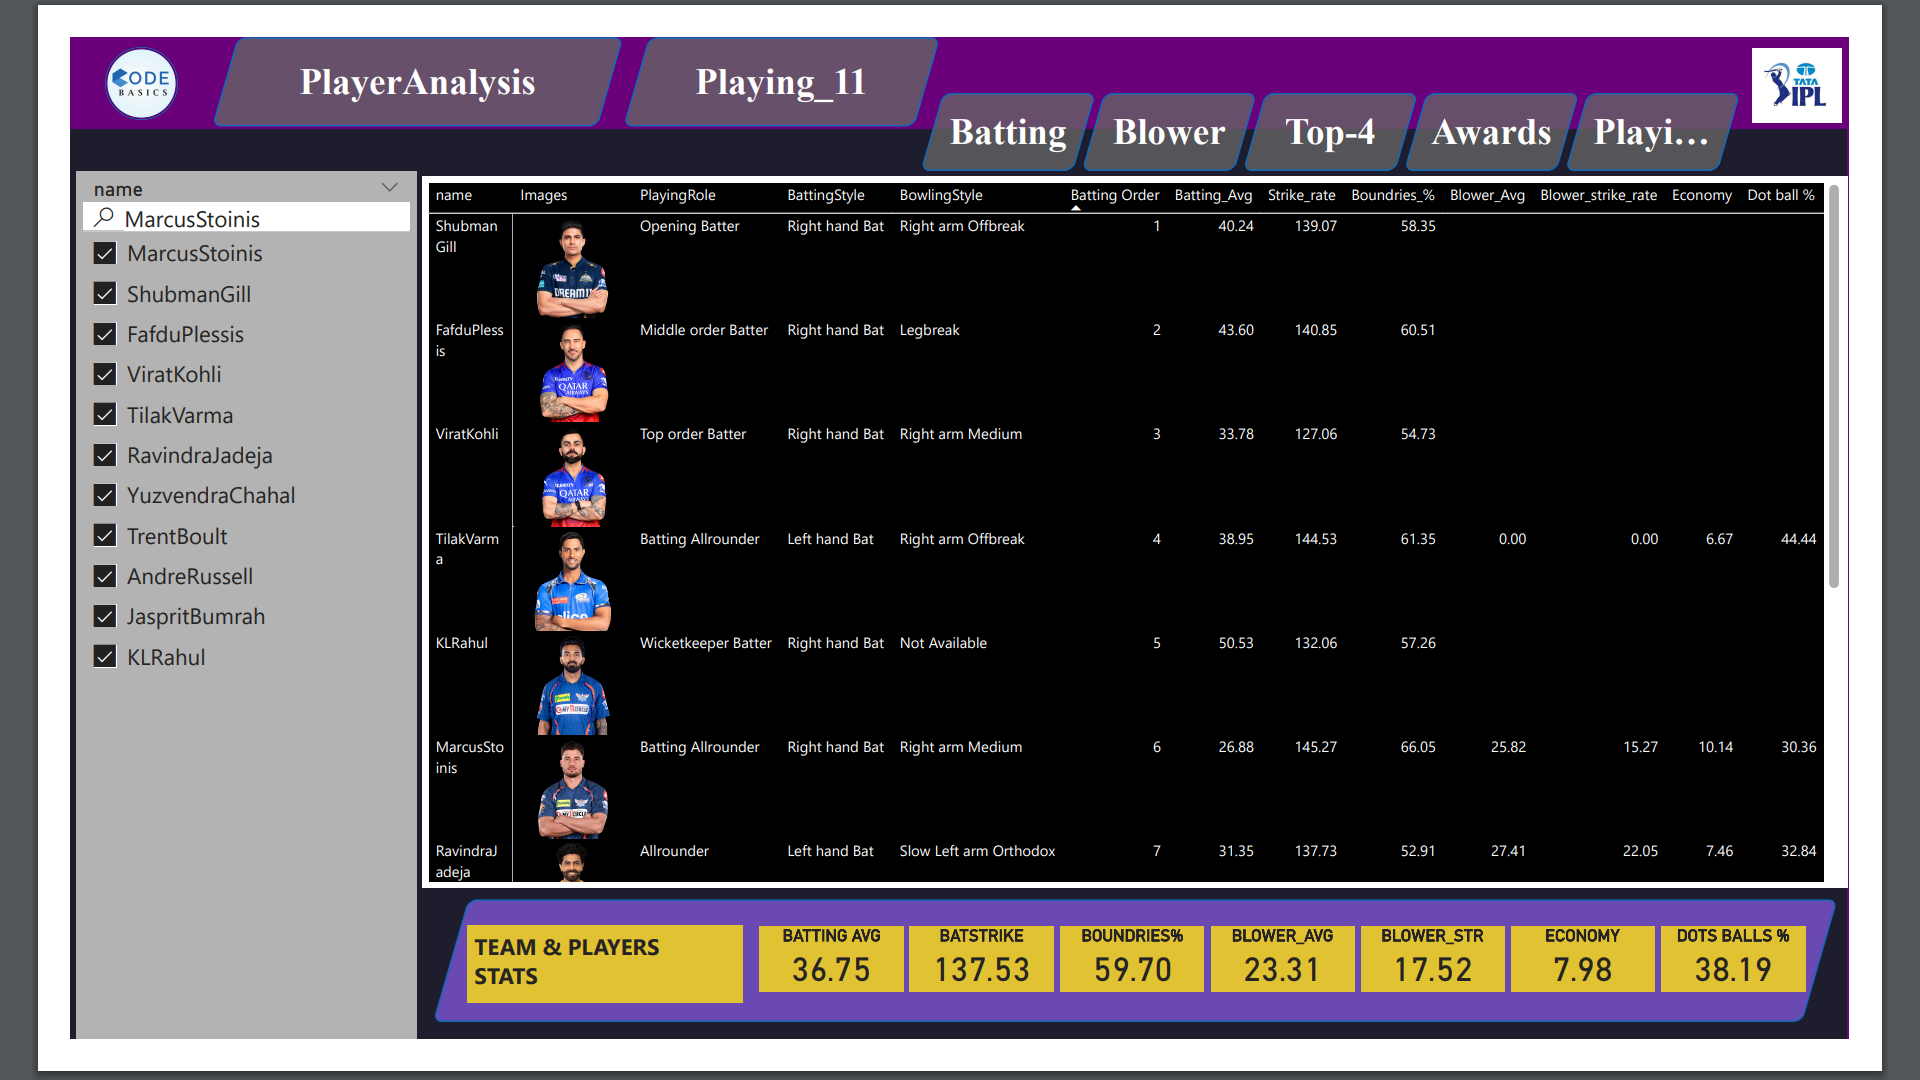 CODE
BASICS
PlayerAnalysis
Playing_11
TATA
IPL
Batting
Blower
Top-4
Awards
Playi...
name
MarcusStoinis
MarcusStoinis
ShubmanGill
FafduPlessis
ViratKohli
TilakVarma
RavindraJadeja
YuzvendraChahal
TrentBoult
AndreRussell
JaspritBumrah
KLRahul
name Images PlayingRole BattingStyle BowlingStyle Batting Order Batting_Avg Strike_rate Boundries_% Blower_Avg Blower_strike_rate Economy Dot ball %
Shubman Opening Batter Right hand Bat Right arm Offbreak 1 40.24 139.07 58.35
Gill
DREAM11
FafduPless Middle order Batter Right hand Bat Legbreak 2 43.60 140.85 60.51
is
QATAR
AIRWAYS
ViratKohli Top order Batter Right hand Bat Right arm Medium 3 33.78 127.06 54.73
QATAR
AIRWAYS
TilakVarm Batting Allrounder Left hand Bat Right arm Offbreak 4 38.95 144.53 61.35 0.00 0.00 6.67 44.44
a
KLRahul Wicketkeeper Batter Right hand Bat Not Available 5 50.53 132.06 57.26
MY11CIRCLE
MarcusSto Batting Allrounder Right hand Bat Right arm Medium 6 26.88 145.27 66.05 25.82 15.27 10.14 30.36
inis
MY11CIRCLE
RavindraJ Allrounder Left hand Bat Slow Left arm Orthodox 7 31.35 137.73 52.91 27.41 22.05 7.46 32.84
adeja
TEAM & PLAYERS
STATS
BATTING AVG
36.75
BATSTRIKE
137.53
BOUNDRIES%
59.70
BLOWER_AVG
23.31
BLOWER_STR
17.52
ECONOMY
7.98
DOTS BALLS %
38.19